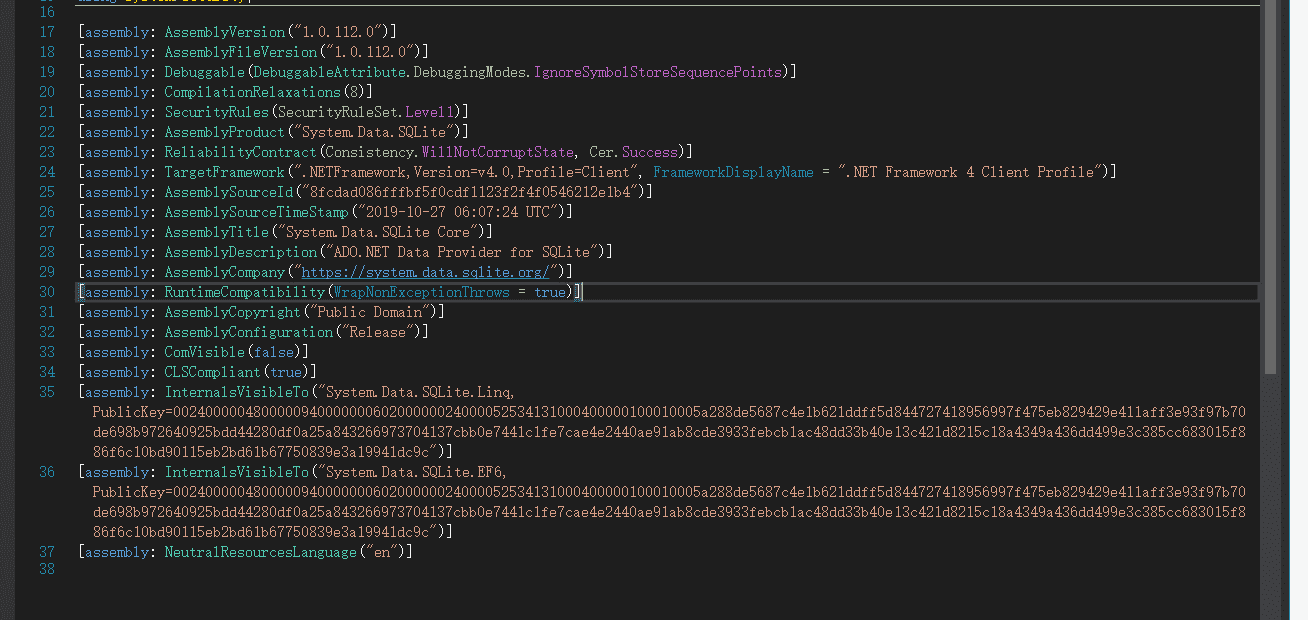 16
17 [assembly: AssemblyVersion("1.0.112.0")]
18 [assembly: AssemblyFileVersion("1.0.112.0")]
19 [assembly: Debuggable(DebuggableAttribute.DebuggingModes.IgnoreSymbolStoreSequencePoints)]
20 [assembly: CompilationRelaxations(8)]
21 [assembly: SecurityRules(SecurityRuleSet.Level1)]
22 [assembly: AssemblyProduct("System.Data.SQLite")]
23 [assembly: ReliabilityContract(Consistency.WillNotCorruptState, Cer.Success)]
24 [assembly: TargetFramework(".NETFramework,Version=v4.0,Profile=Client", FrameworkDisplayName = ".NET Framework 4 Client Profile")]
25 [assembly: AssemblySourceId("8fcdad086fffbf5f0cdf1123f2f4f0546212e1b4")]
26 [assembly: AssemblySourceTimeStamp("2019-10-27 06:07:24 UTC")]
27 [assembly: AssemblyTitle("System.Data.SQLite Core")]
28 [assembly: AssemblyDescription("ADO.NET Data Provider for SQLite")]
29 [assembly: AssemblyCompany("https://system.data.sqlite.org/")]
30 [assembly: RuntimeCompatibility(WrapNonExceptionThrows = true)]
31 [assembly: AssemblyCopyright("Public Domain")]
32 [assembly: AssemblyConfiguration("Release")]
33 [assembly: ComVisible(false)]
34 [assembly: CLSCompliant(true)]
35 [assembly: InternalsVisibleTo("System.Data.SQLite.Linq,
PublicKey=002400000480000094000000060200000024000052534131000400000100010005a288de5687c4e1b621ddff5d844727418956997f475eb829429e411aff3e93f97b70
de698b972640925bdd44280df0a25a843266973704137cbb0e7441c1fe7cae4e2440ae91ab8cde3933febcb1ac48dd33b40e13c421d8215c18a4349a436dd499e3c385cc683015f8
86f6c10bd90115eb2bd61b67750839e3a19941dc9c")]
36 [assembly: InternalsVisibleTo("System.Data.SQLite.EF6,
PublicKey=002400000480000094000000060200000024000052534131000400000100010005a288de5687c4e1b621ddff5d844727418956997f475eb829429e411aff3e93f97b70
de698b972640925bdd44280df0a25a843266973704137cbb0e7441c1fe7cae4e2440ae91ab8cde3933febcb1ac48dd33b40e13c421d8215c18a4349a436dd499e3c385cc683015f8
86f6c10bd90115eb2bd61b67750839e3a19941dc9c")]
37 [assembly: NeutralResourcesLanguage("en")]
38